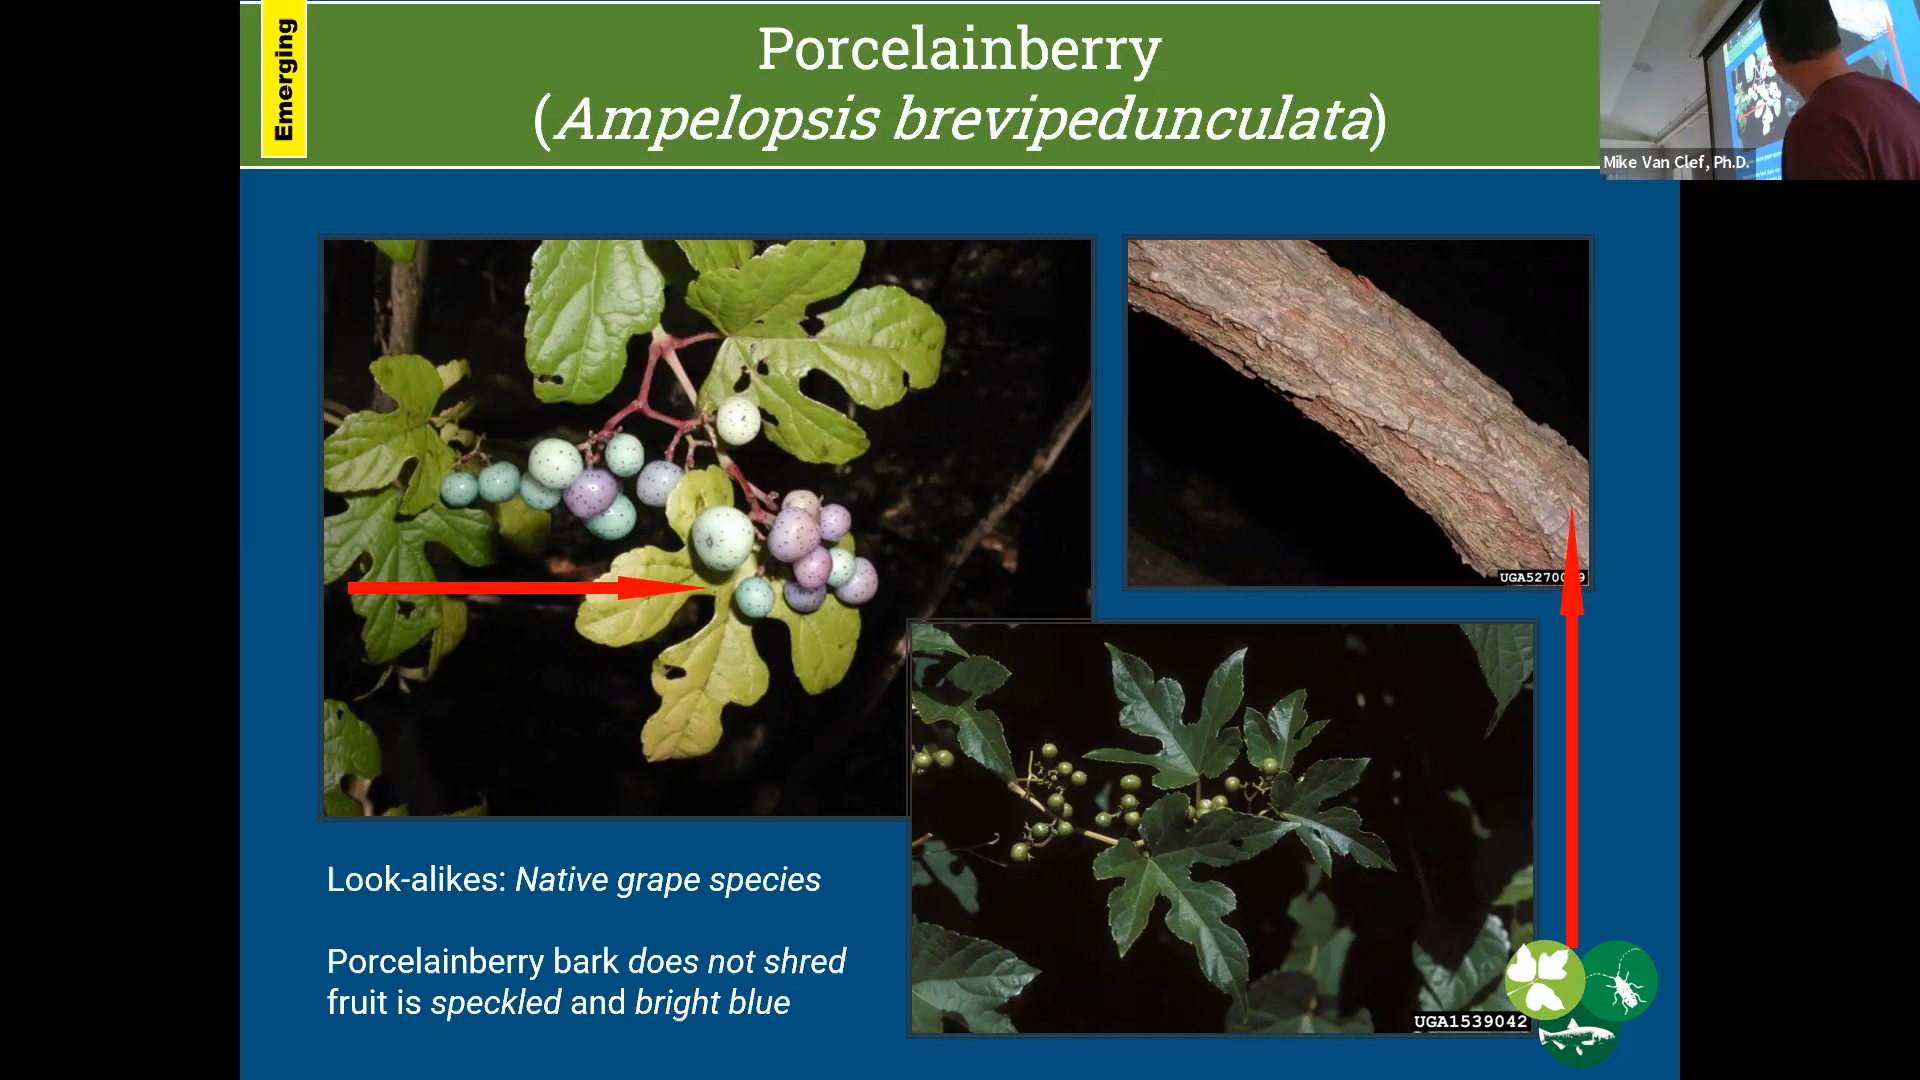 Emerging
Porcelainberry
(Ampelopsis brevipedunculata)
Mike Van Clef, Ph.D.
Look-alikes: Native grape species
Porcelainberry bark does not shred
fruit is speckled and bright blue
UGA1539042